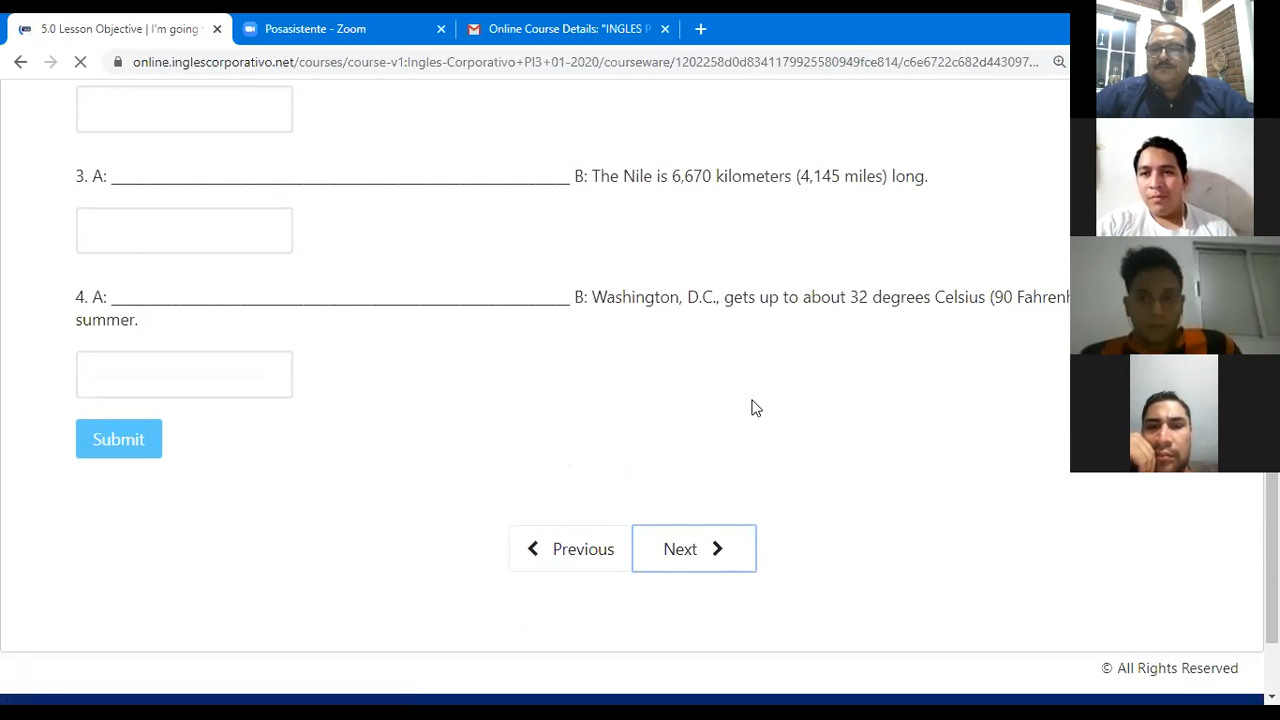 5.0 Lesson Objective | I'm going
Posasistente - Zoom
Online Course Details: "INGLES P
online.inglescorporativo.net/courses/course-v1:Ingles-Corporativo+PI3+01-2020/courseware/1202258d0d8341179925580949fce814/c6e6722c682d443097...
3. A: ______________________________________________________ B: The Nile is 6,670 kilometers (4,145 miles) long.
4. A: ______________________________________________________ B: Washington, D.C., gets up to about 32 degrees Celsius (90 Fahrenh
summer.
Submit
Previous
Next
© All Rights Reserved